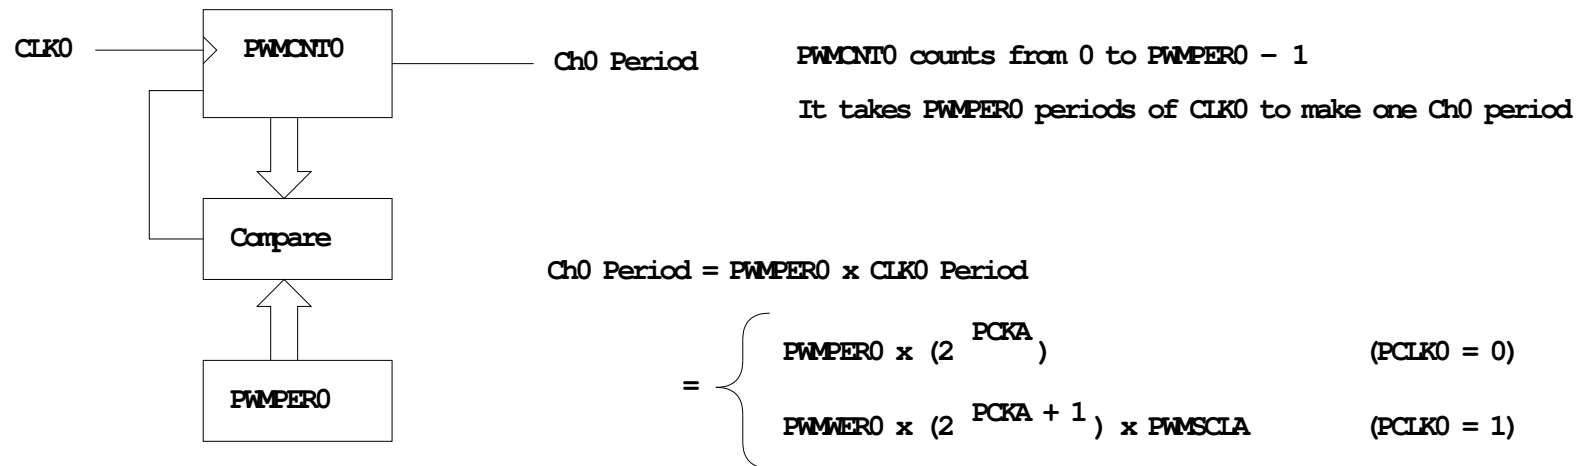 CLK0
PWMCNT0
Ch0 Period
PWMCNT0 counts from 0 to PWMPER0 − 1
It takes PWMPER0 periods of CLK0 to make one Ch0 period
Compare
Ch0 Period = PWMPER0 x CLK0 Period
PWMPER0
=
PWMPER0 x (2 PCKA ) (PCLK0 = 0)
PWMWER0 x (2 PCKA + 1 ) x PWMSCLA (PCLK0 = 1)